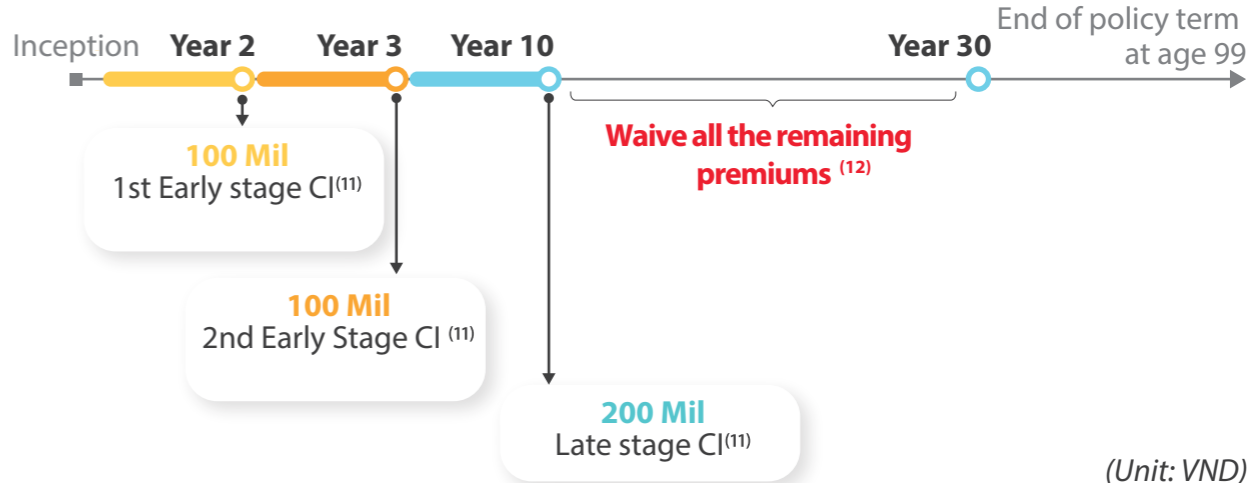 Inception
Year 2
Year 3
Year 10
Year 30
End of policy term
at age 99
Waive all the remaining
premiums (12)
100 Mil
1st Early stage CI(11)
100 Mil
2nd Early Stage CI (11)
200 Mil
Late stage CI(11)
(Unit: VND)